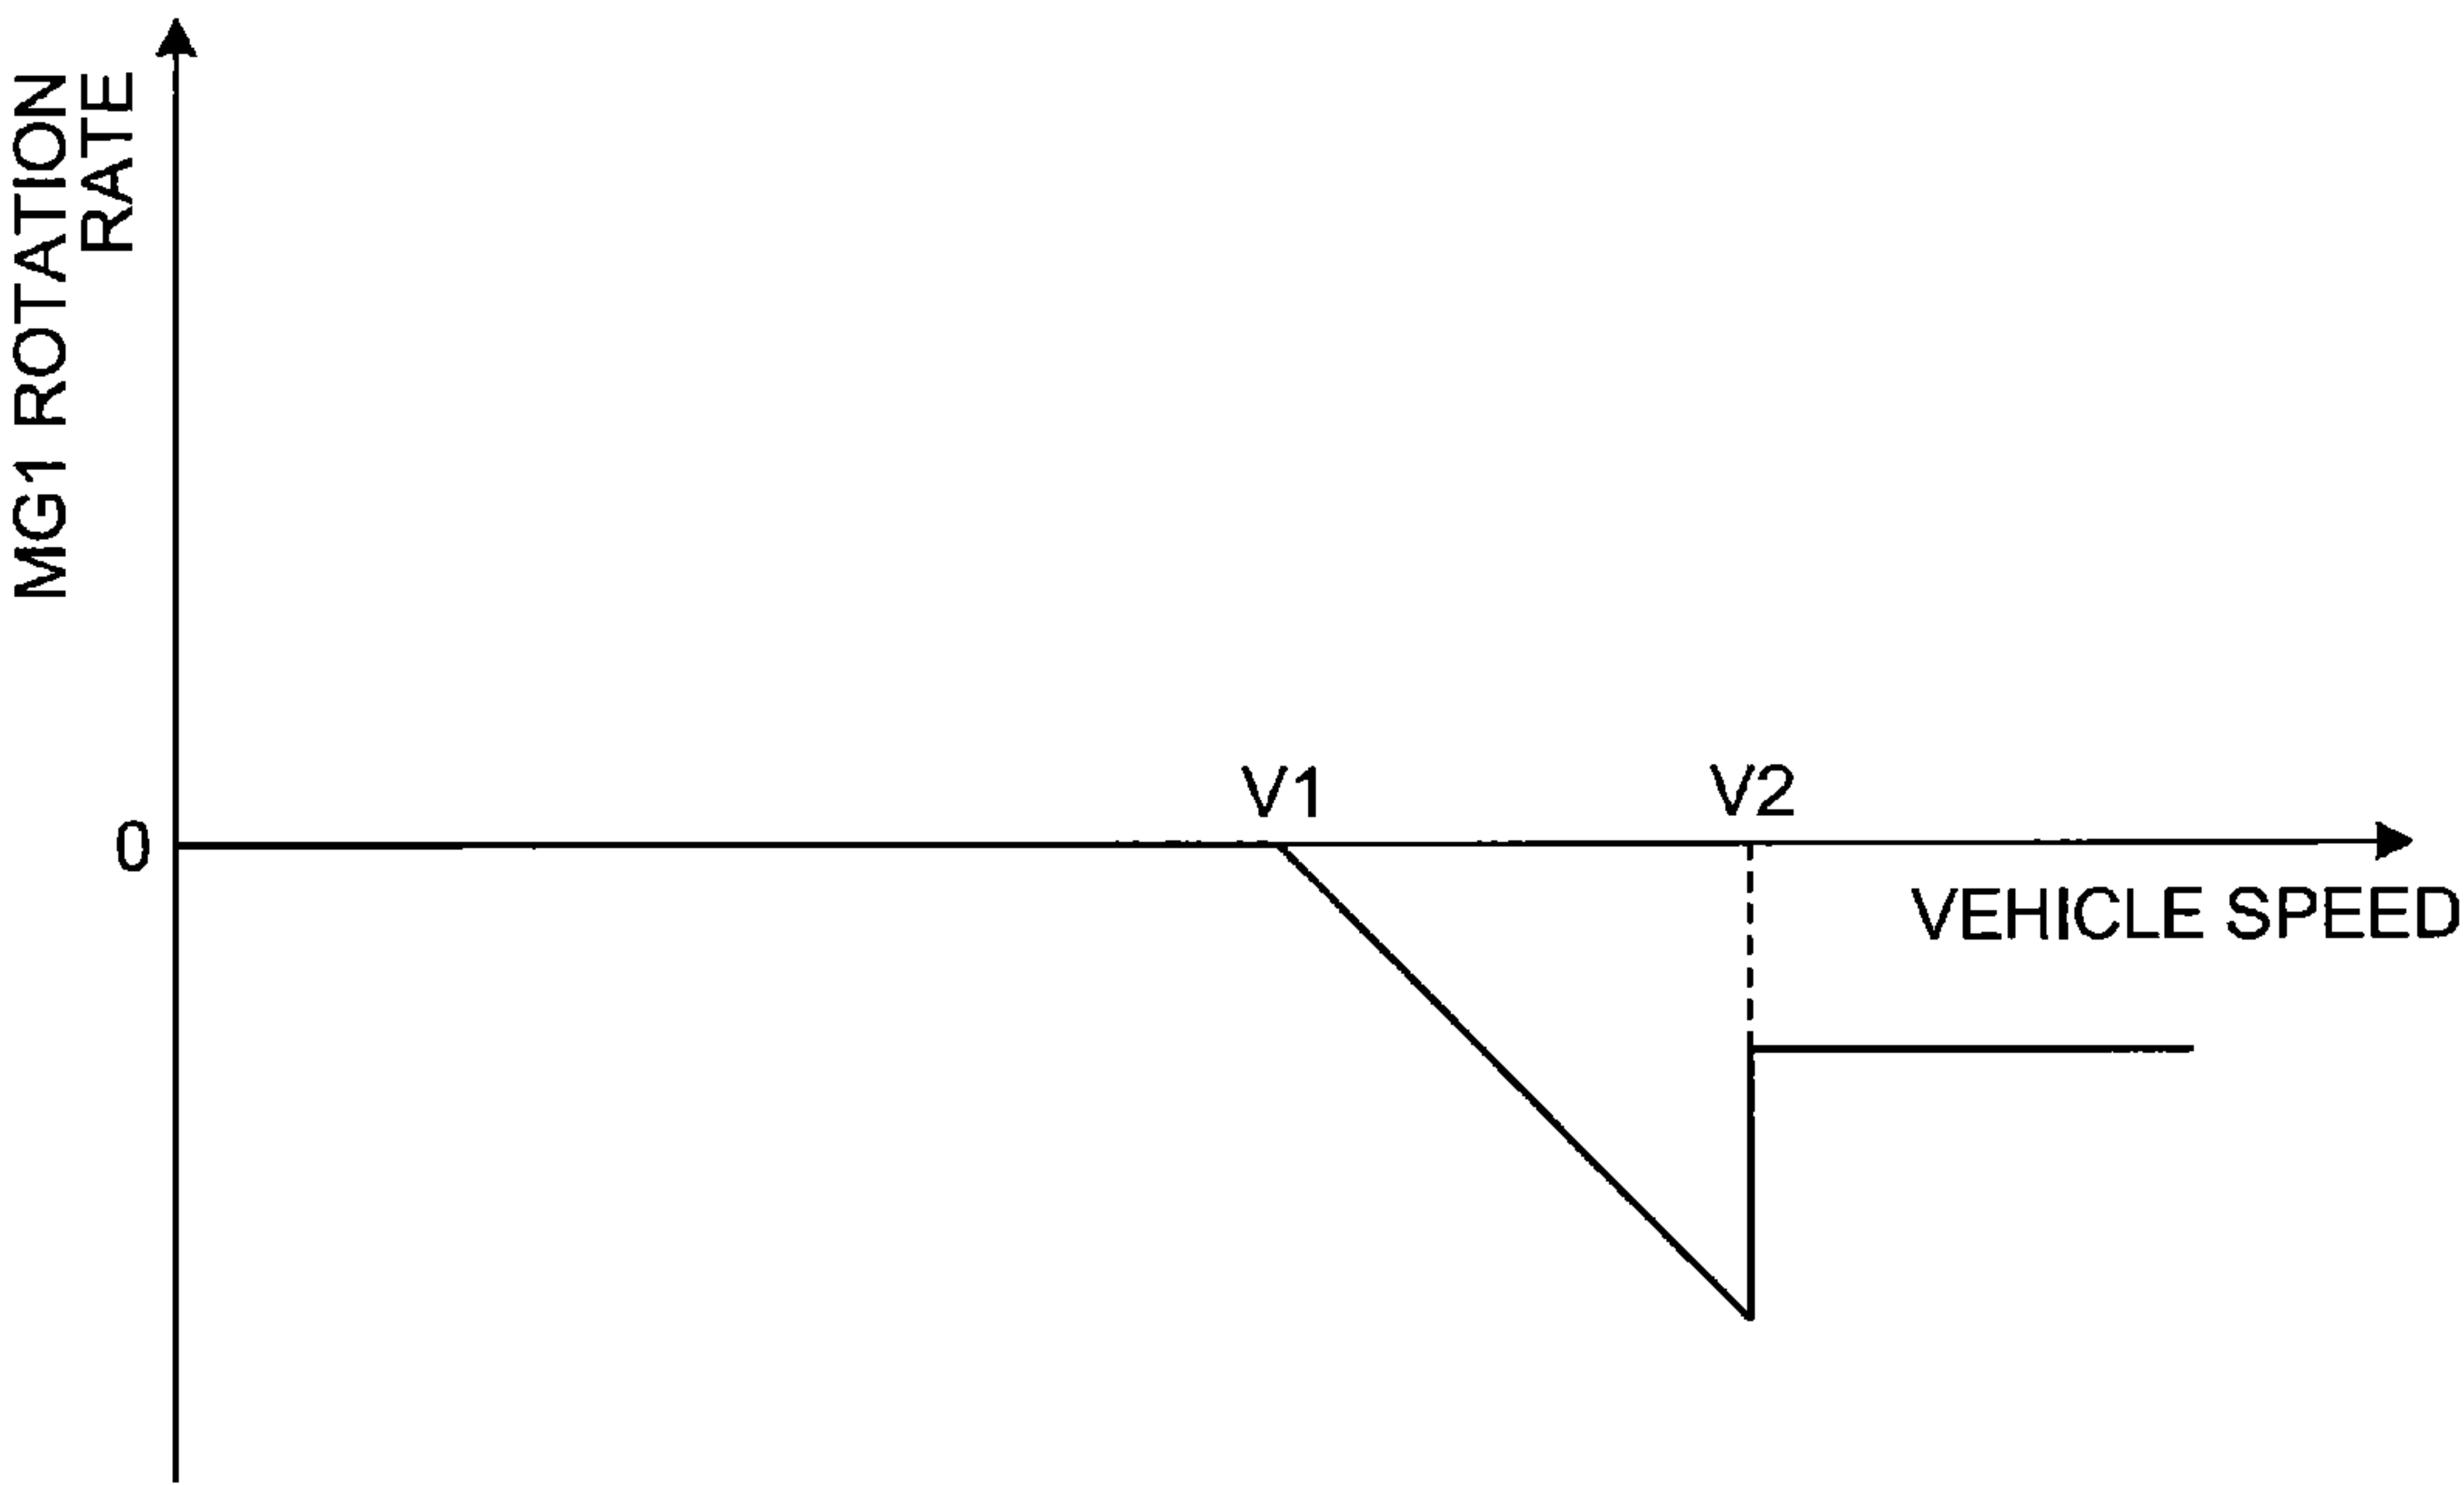 MG1 ROTATION
RATE
V1
V2
0
VEHICLE SPEED